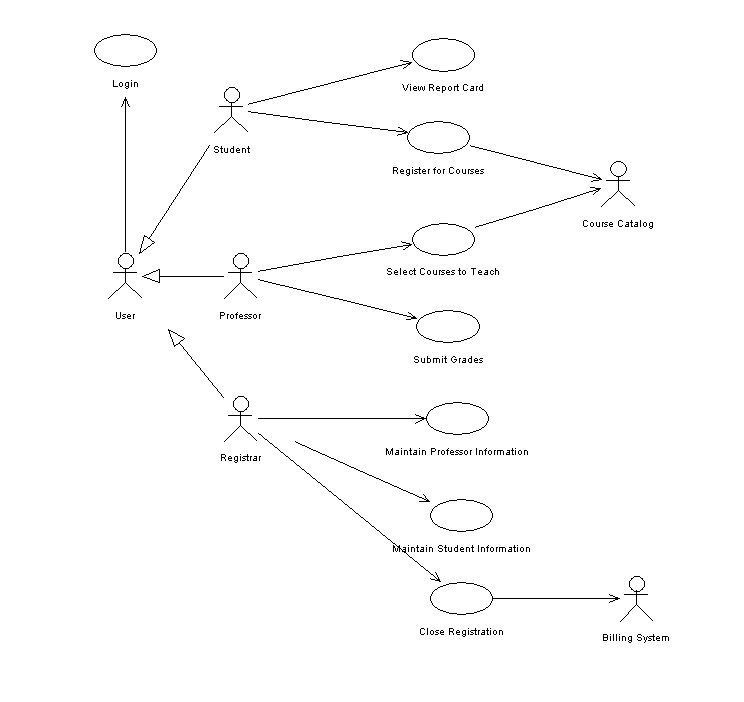 Login
View Report Card
Student
Register for Courses
Course Catalog
Select Courses to Teach
User
Professor
Submit Grades
Maintain Professor Information
Registrar
Maintain Student Information
Close Registration
Billing System